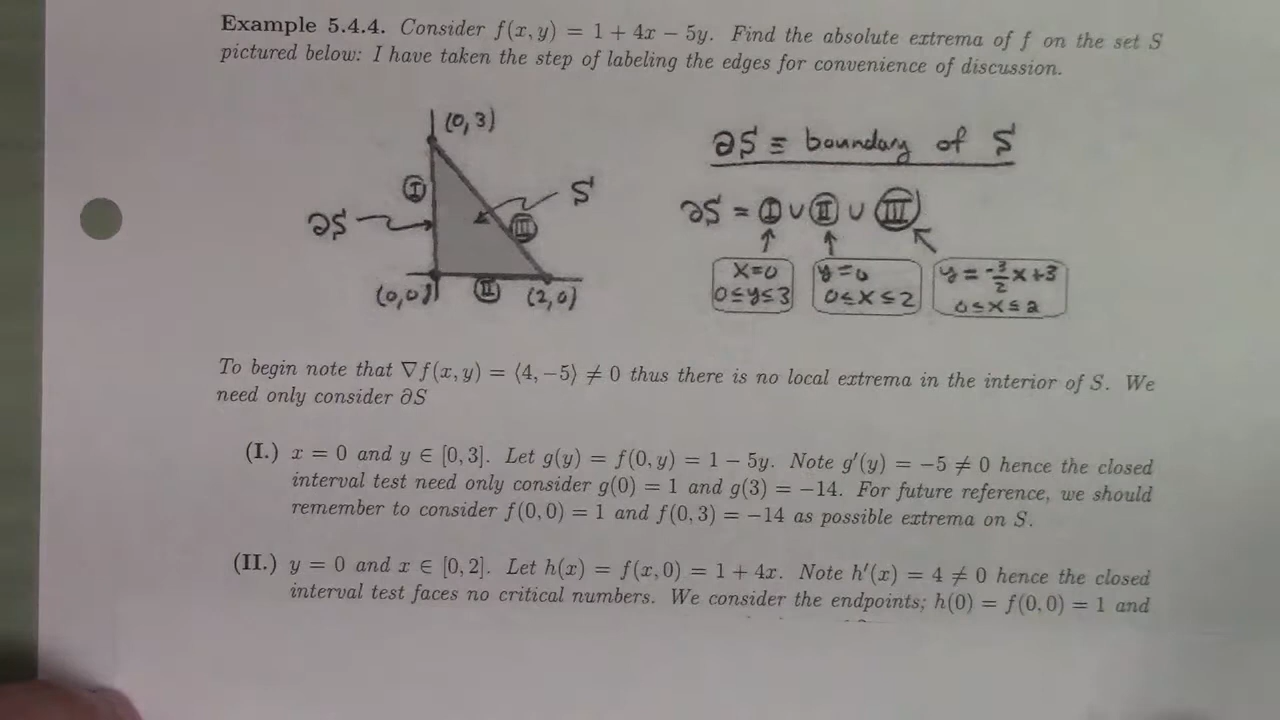 Example 5.4.4. Consider f(x, y) = 1 + 4x − 5y. Find the absolute extrema of f on the set S
pictured below: I have taken the step of labeling the edges for convenience of discussion.
(0,3)
∂S ≡ boundary of S
I
S
∂S
III
∂S = I ∪ II ∪ III
x=0
0≤y≤3
y=0
0≤x≤2
y = -3/2x+3
0≤x≤2
(0,0)
II
(2,0)
To begin note that ∇f(x, y) = ⟨4, −5⟩ ≠ 0 thus there is no local extrema in the interior of S. We
need only consider ∂S
(I.) x = 0 and y ∈ [0, 3]. Let g(y) = f(0, y) = 1 − 5y. Note g′(y) = −5 ≠ 0 hence the closed
interval test need only consider g(0) = 1 and g(3) = −14. For future reference, we should
remember to consider f(0, 0) = 1 and f(0, 3) = −14 as possible extrema on S.
(II.) y = 0 and x ∈ [0, 2]. Let h(x) = f(x, 0) = 1 + 4x. Note h′(x) = 4 ≠ 0 hence the closed
interval test faces no critical numbers. We consider the endpoints; h(0) = f(0, 0) = 1 and